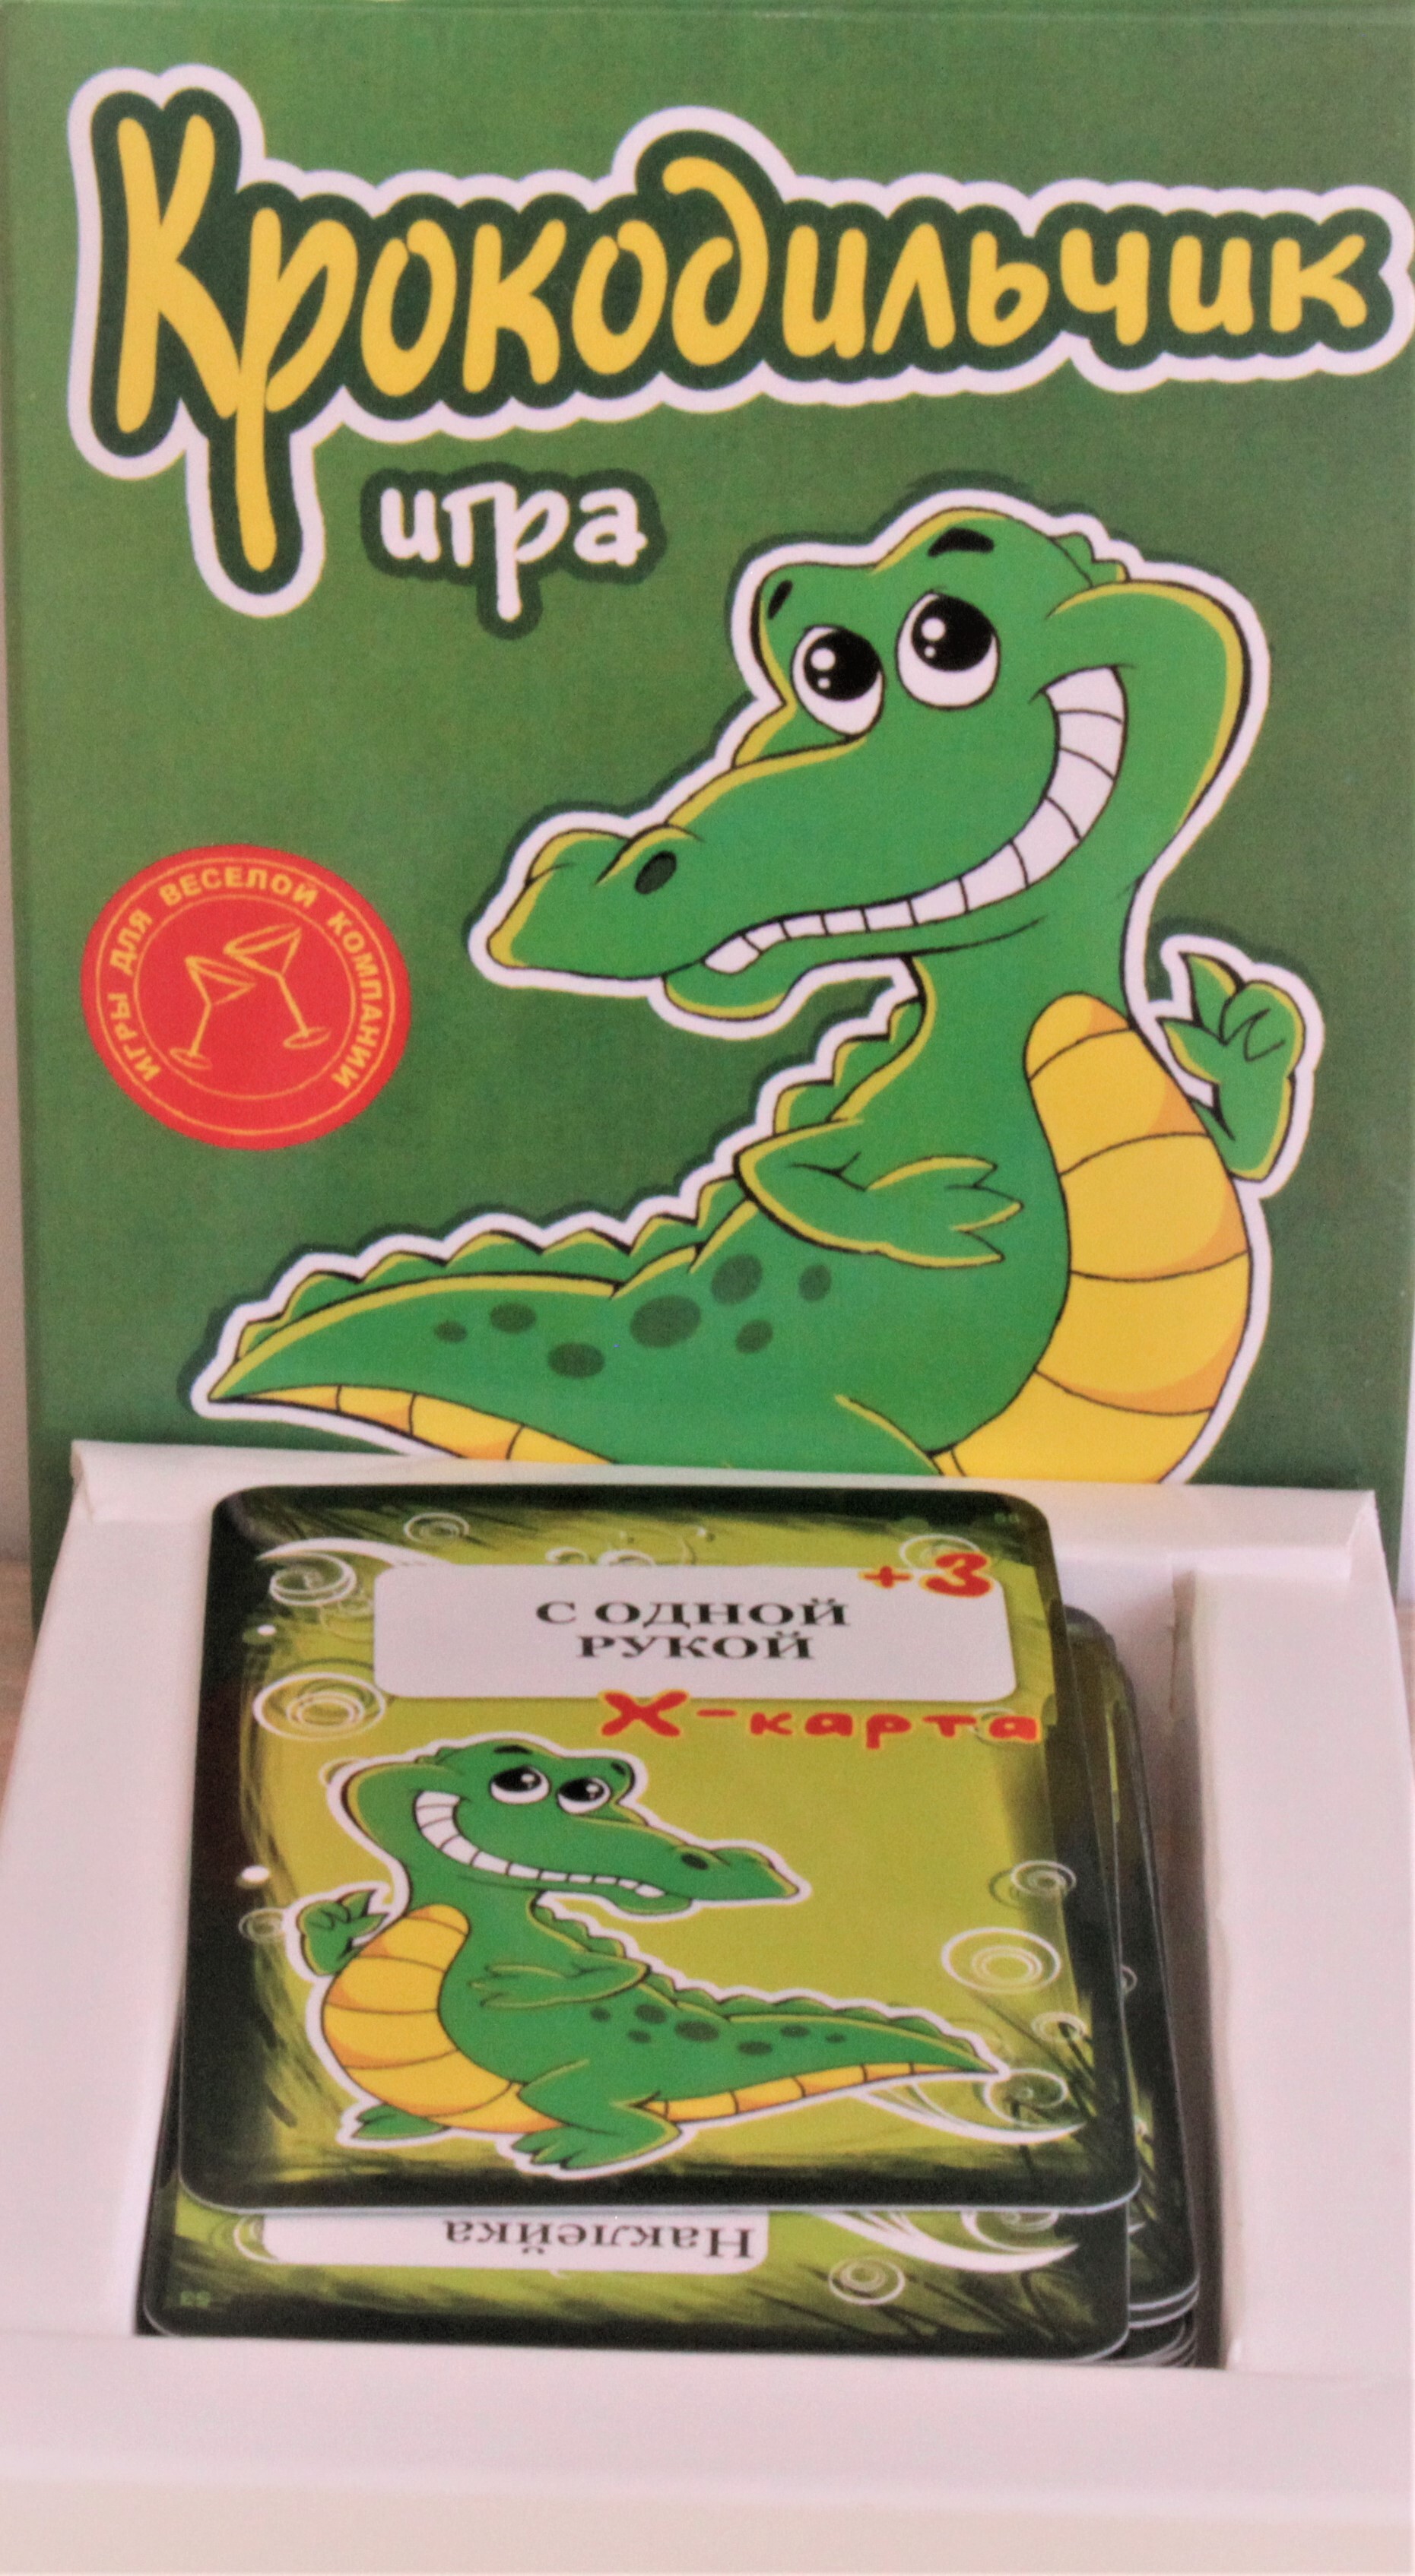 Крокодильчик
игра
ИГРЫ ДЛЯ ВЕСЕЛОЙ КОМПАНИИ
+3
С ОДНОЙ
РУКОЙ
Х-карта
Наклейка